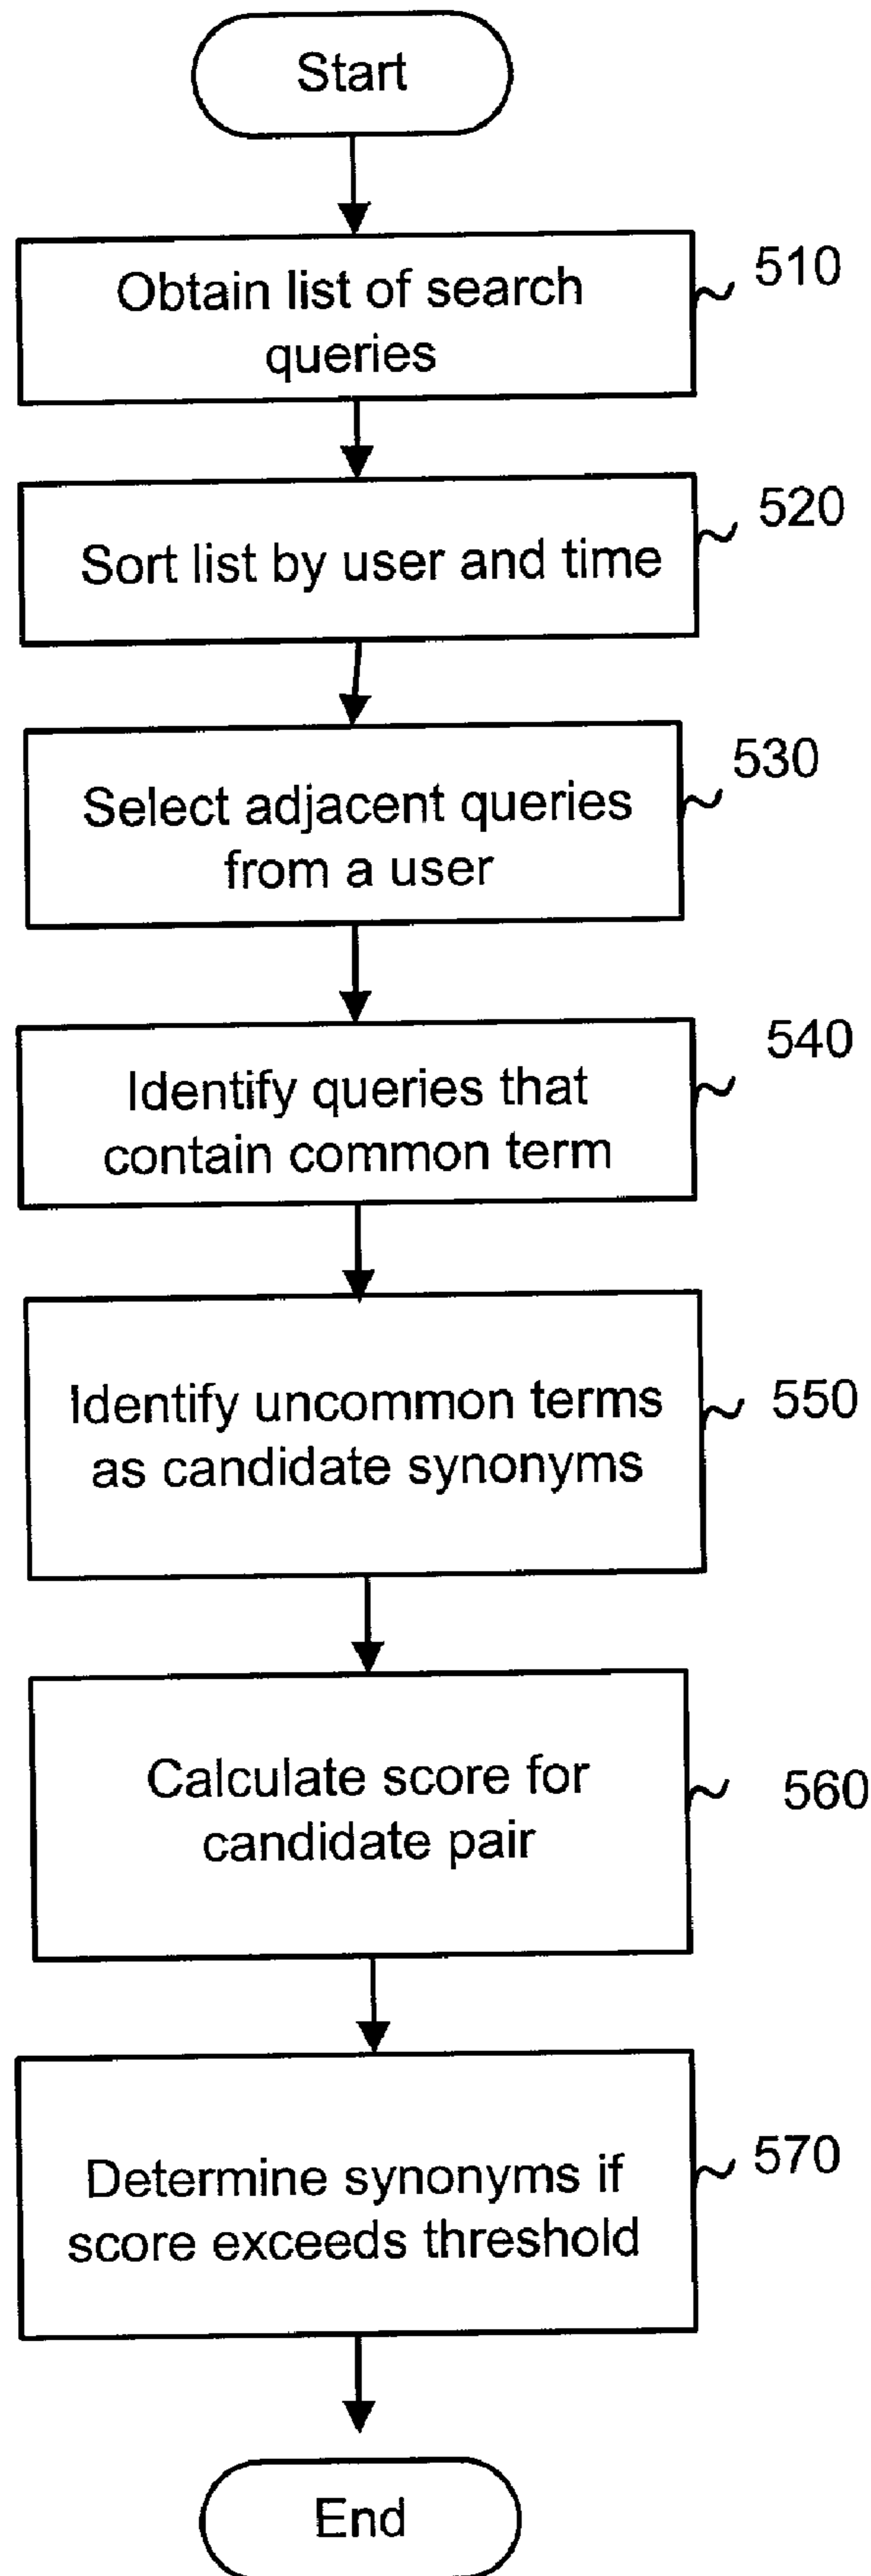 Start
Obtain list of search
queries
510
Sort list by user and time
520
Select adjacent queries
from a user
530
Identify queries that
contain common term
540
Identify uncommon terms
as candidate synonyms
550
Calculate score for
candidate pair
560
Determine synonyms if
score exceeds threshold
570
End